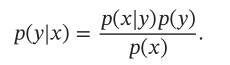 p(y|x) = p(x|y)p(y) / p(x).